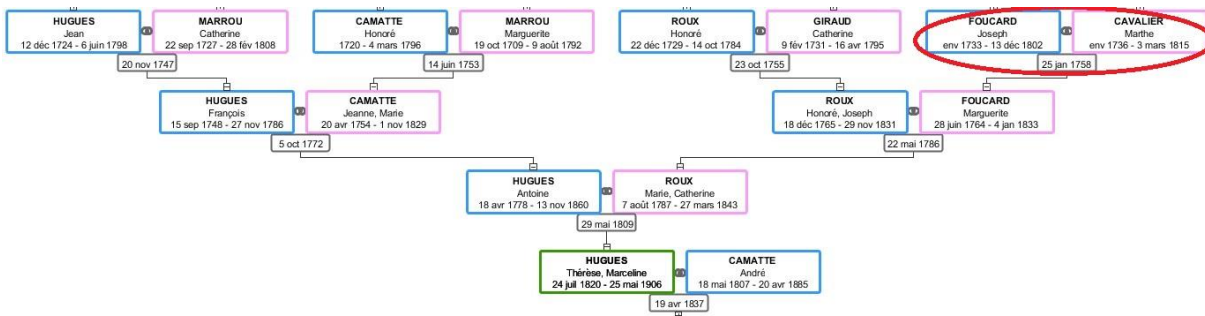 HUGUES
Jean
12 déc 1724 - 6 juin 1798
MARROU
Catherine
22 sep 1727 - 28 fév 1808
20 nov 1747
CAMATTE
Honoré
1720 - 4 mars 1796
MARROU
Marguerite
19 oct 1709 - 9 août 1792
14 juin 1753
ROUX
Honoré
22 déc 1729 - 14 oct 1784
GIRAUD
Catherine
9 fév 1731 - 16 avr 1795
23 oct 1755
FOUCARD
Joseph
env 1733 - 13 déc 1802
CAVALIER
Marthe
env 1736 - 3 mars 1815
25 jan 1758
HUGUES
François
15 sep 1748 - 27 nov 1786
CAMATTE
Jeanne, Marie
20 avr 1754 - 1 nov 1829
5 oct 1772
ROUX
Honoré, Joseph
18 déc 1765 - 29 nov 1831
FOUCARD
Marguerite
28 juin 1764 - 4 jan 1833
22 mai 1786
HUGUES
Antoine
18 avr 1778 - 13 nov 1860
ROUX
Marie, Catherine
7 août 1787 - 27 mars 1843
29 mai 1809
HUGUES
Thérèse, Marceline
24 juil 1820 - 25 mai 1906
CAMATTE
André
18 mai 1807 - 20 avr 1885
19 avr 1837